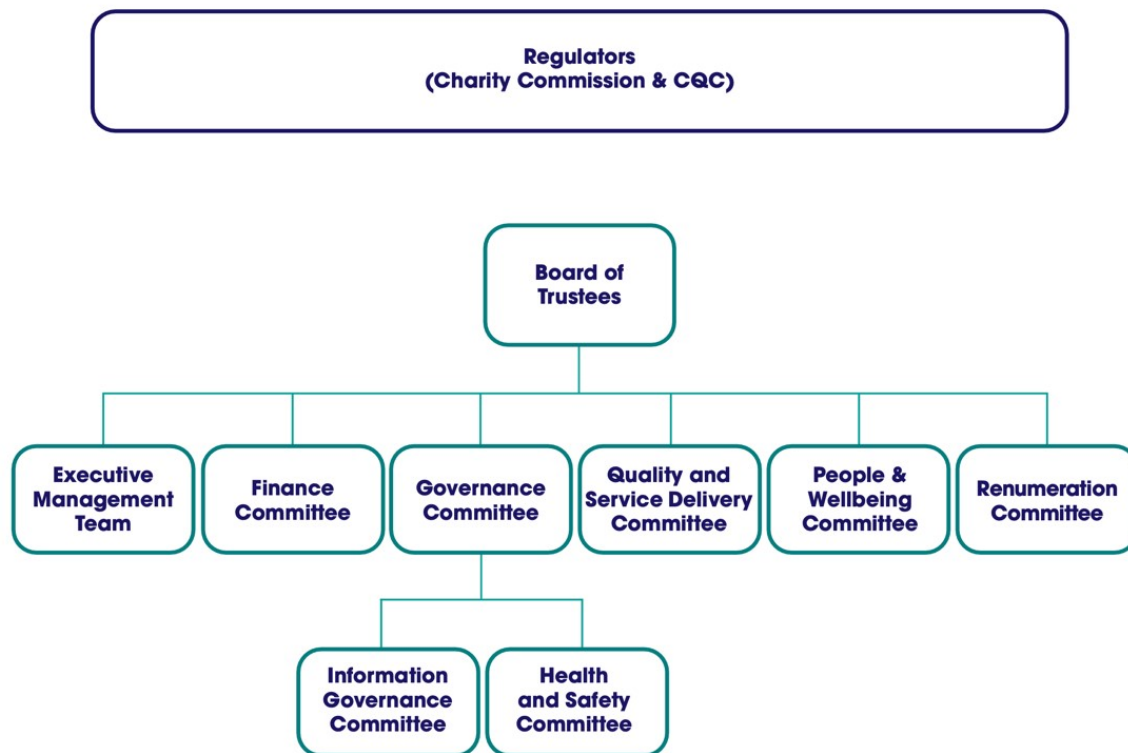 Regulators
(Charity Commission & CQC)
Board of
Trustees
Executive
Management
Team
Finance
Committee
Governance
Committee
Quality and
Service Delivery
Committee
People &
Wellbeing
Committee
Renumeration
Committee
Information
Governance
Committee
Health
and Safety
Committee